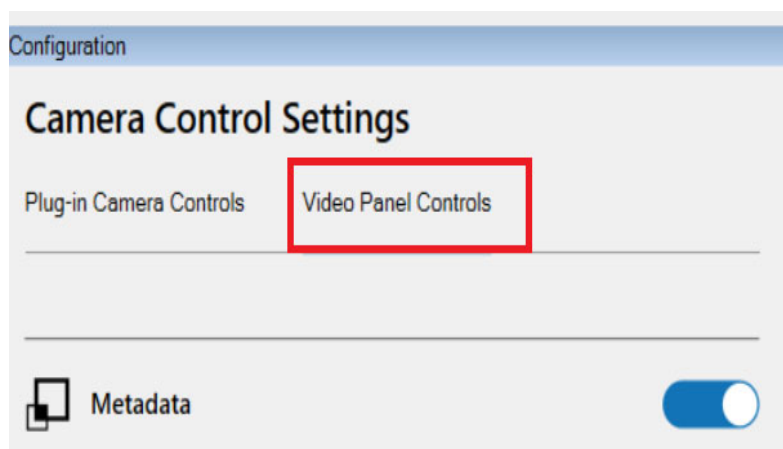 Configuration
Camera Control Settings
Plug-in Camera Controls Video Panel Controls
Metadata